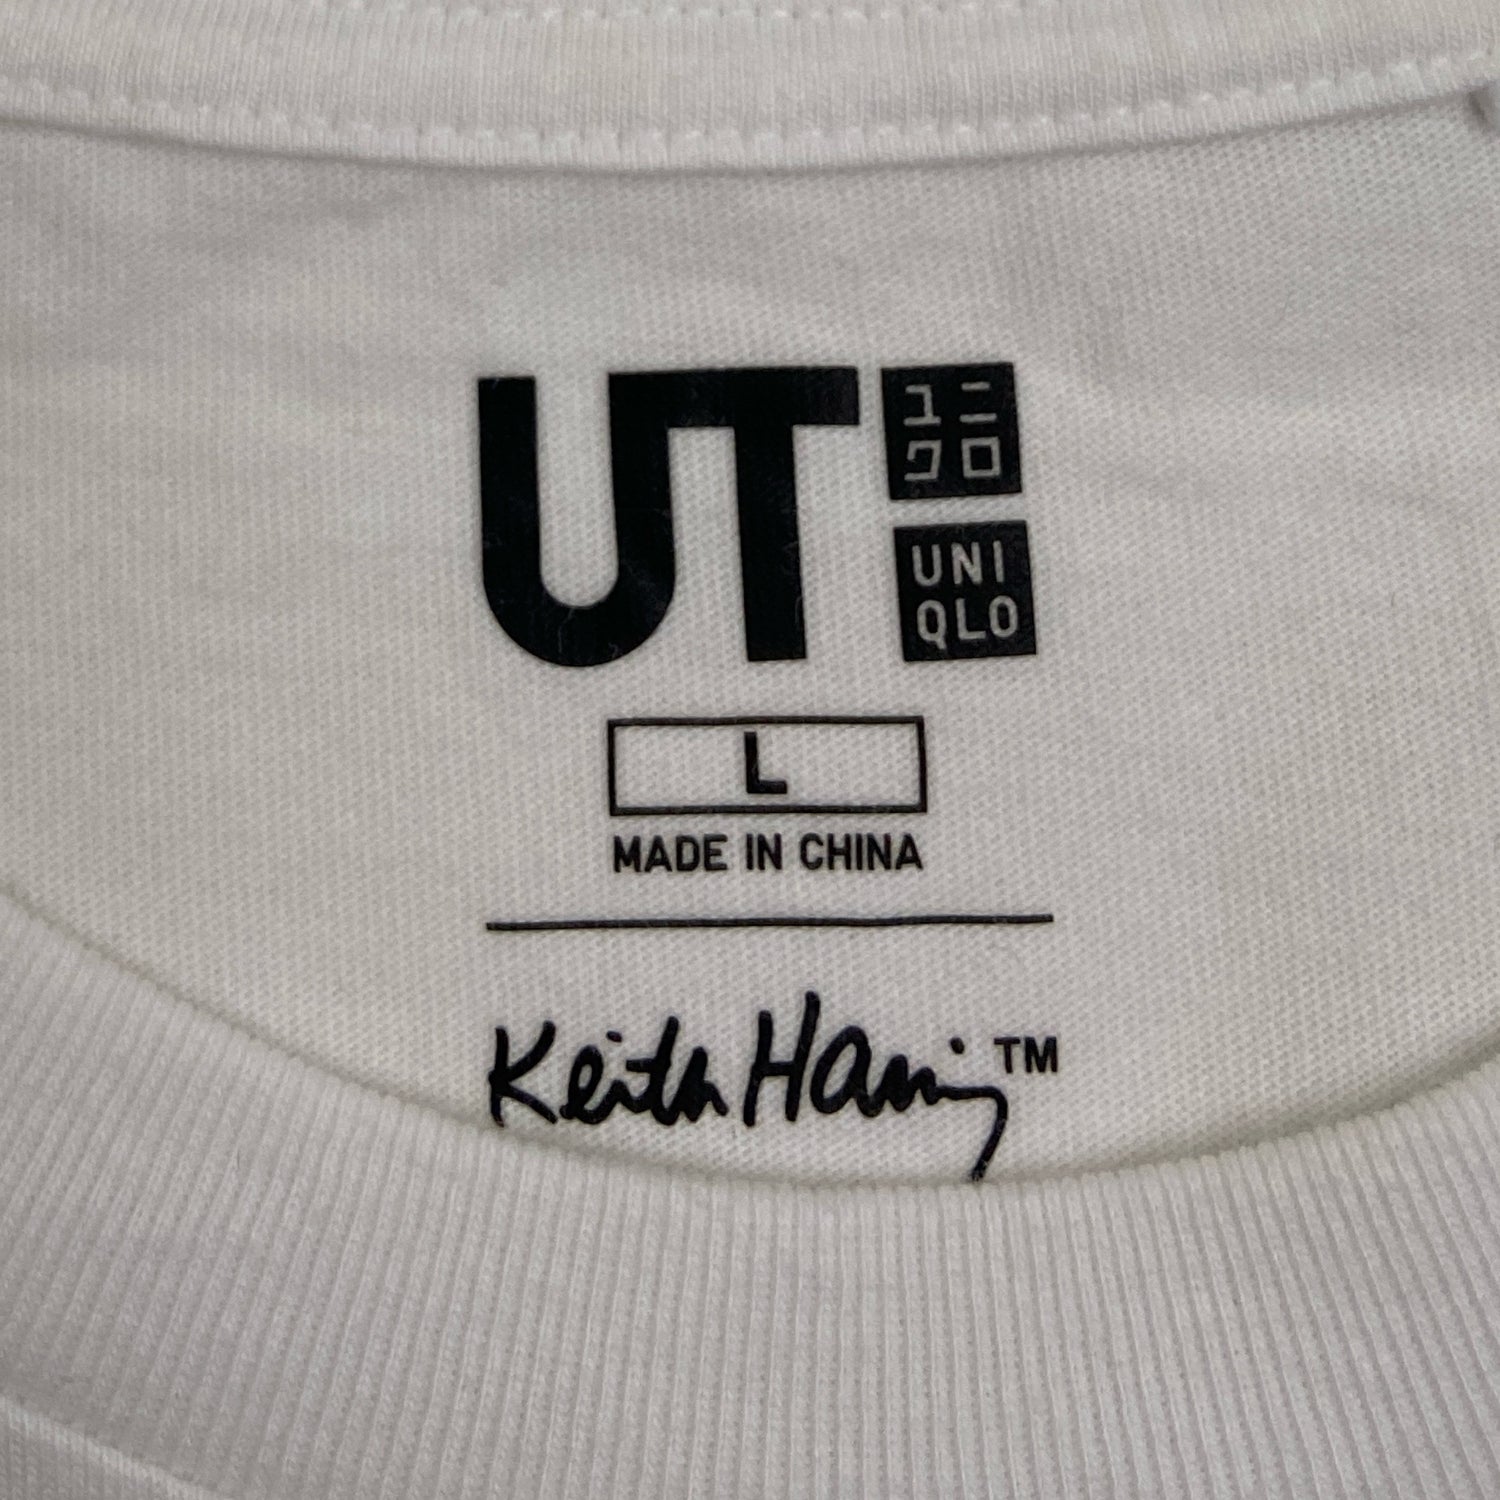 UT
ユニ
クロ
UNI
QLO
L
MADE IN CHINA
Keith Haring™